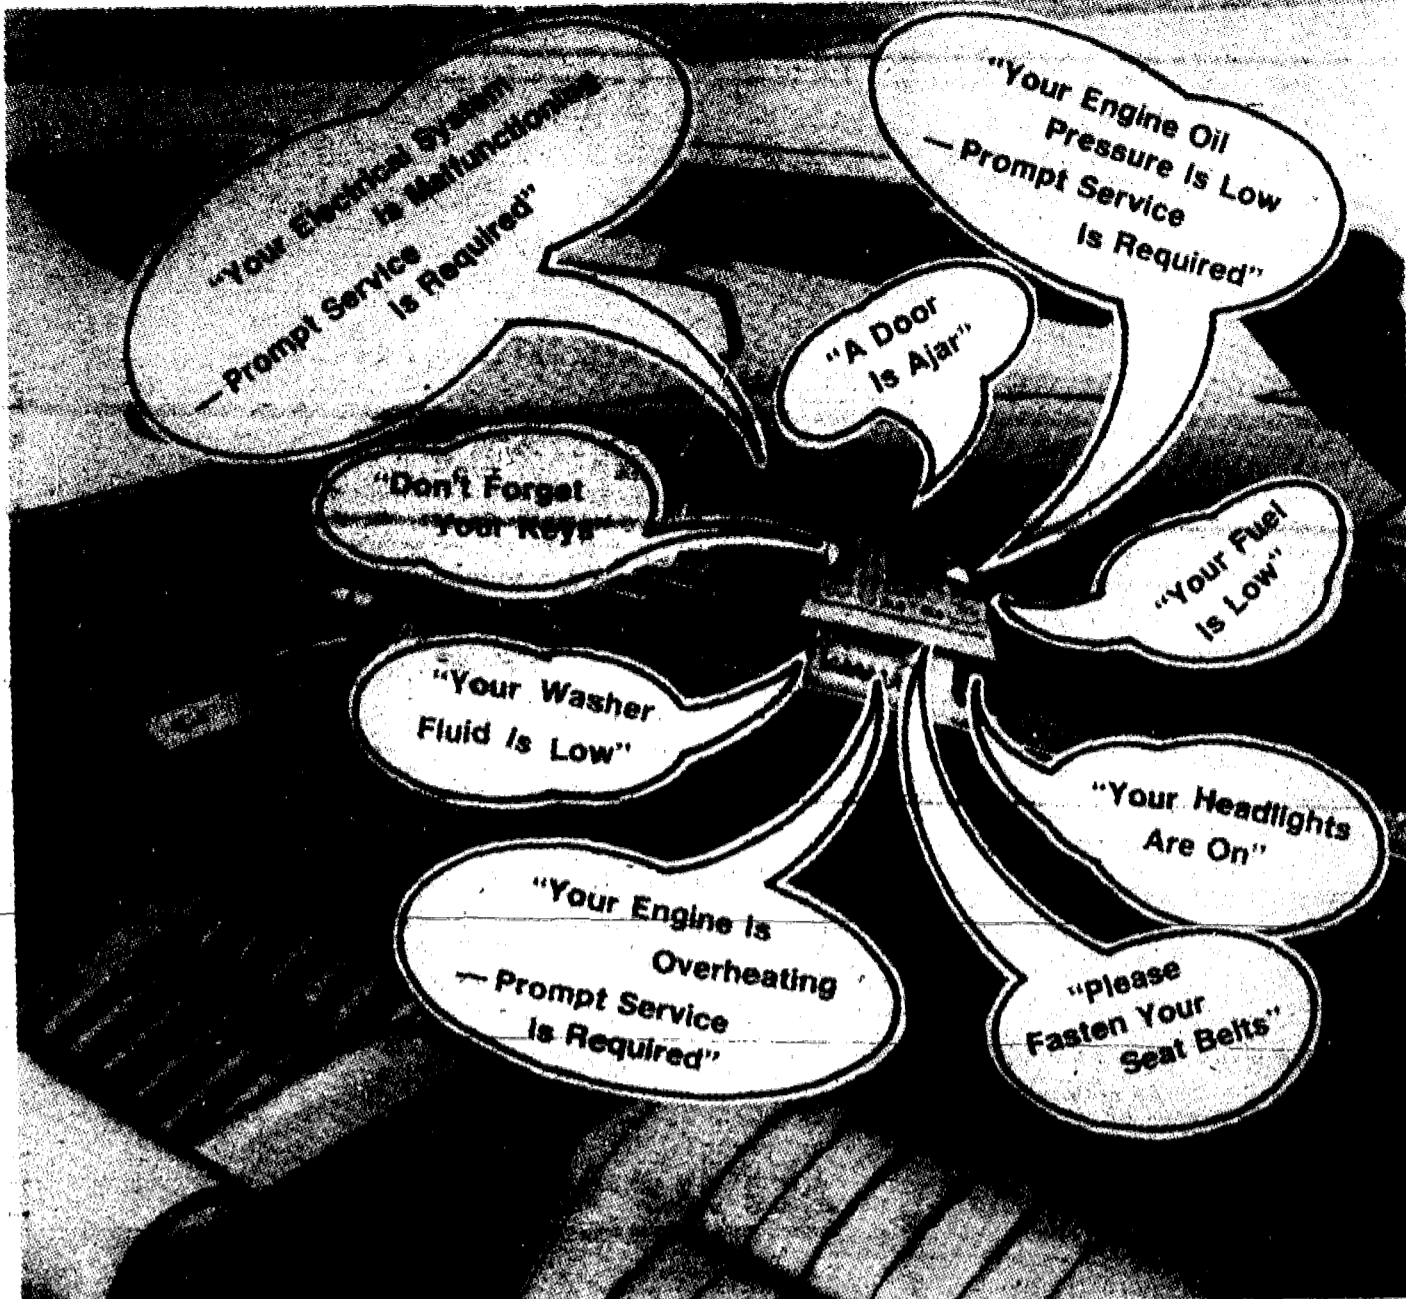 "Your Electrical System
Is Malfunctioning
— Prompt Service
Is Required"
"Your Engine Oil
Pressure Is Low
— Prompt Service
Is Required"
"A Door
Is Ajar"
"Don't Forget
Your Keys"
"Your Fuel
Is Low"
"Your Washer
Fluid Is Low"
"Your Headlights
Are On"
"Your Engine Is
Overheating
— Prompt Service
Is Required"
"Please
Fasten Your
Seat Belts"